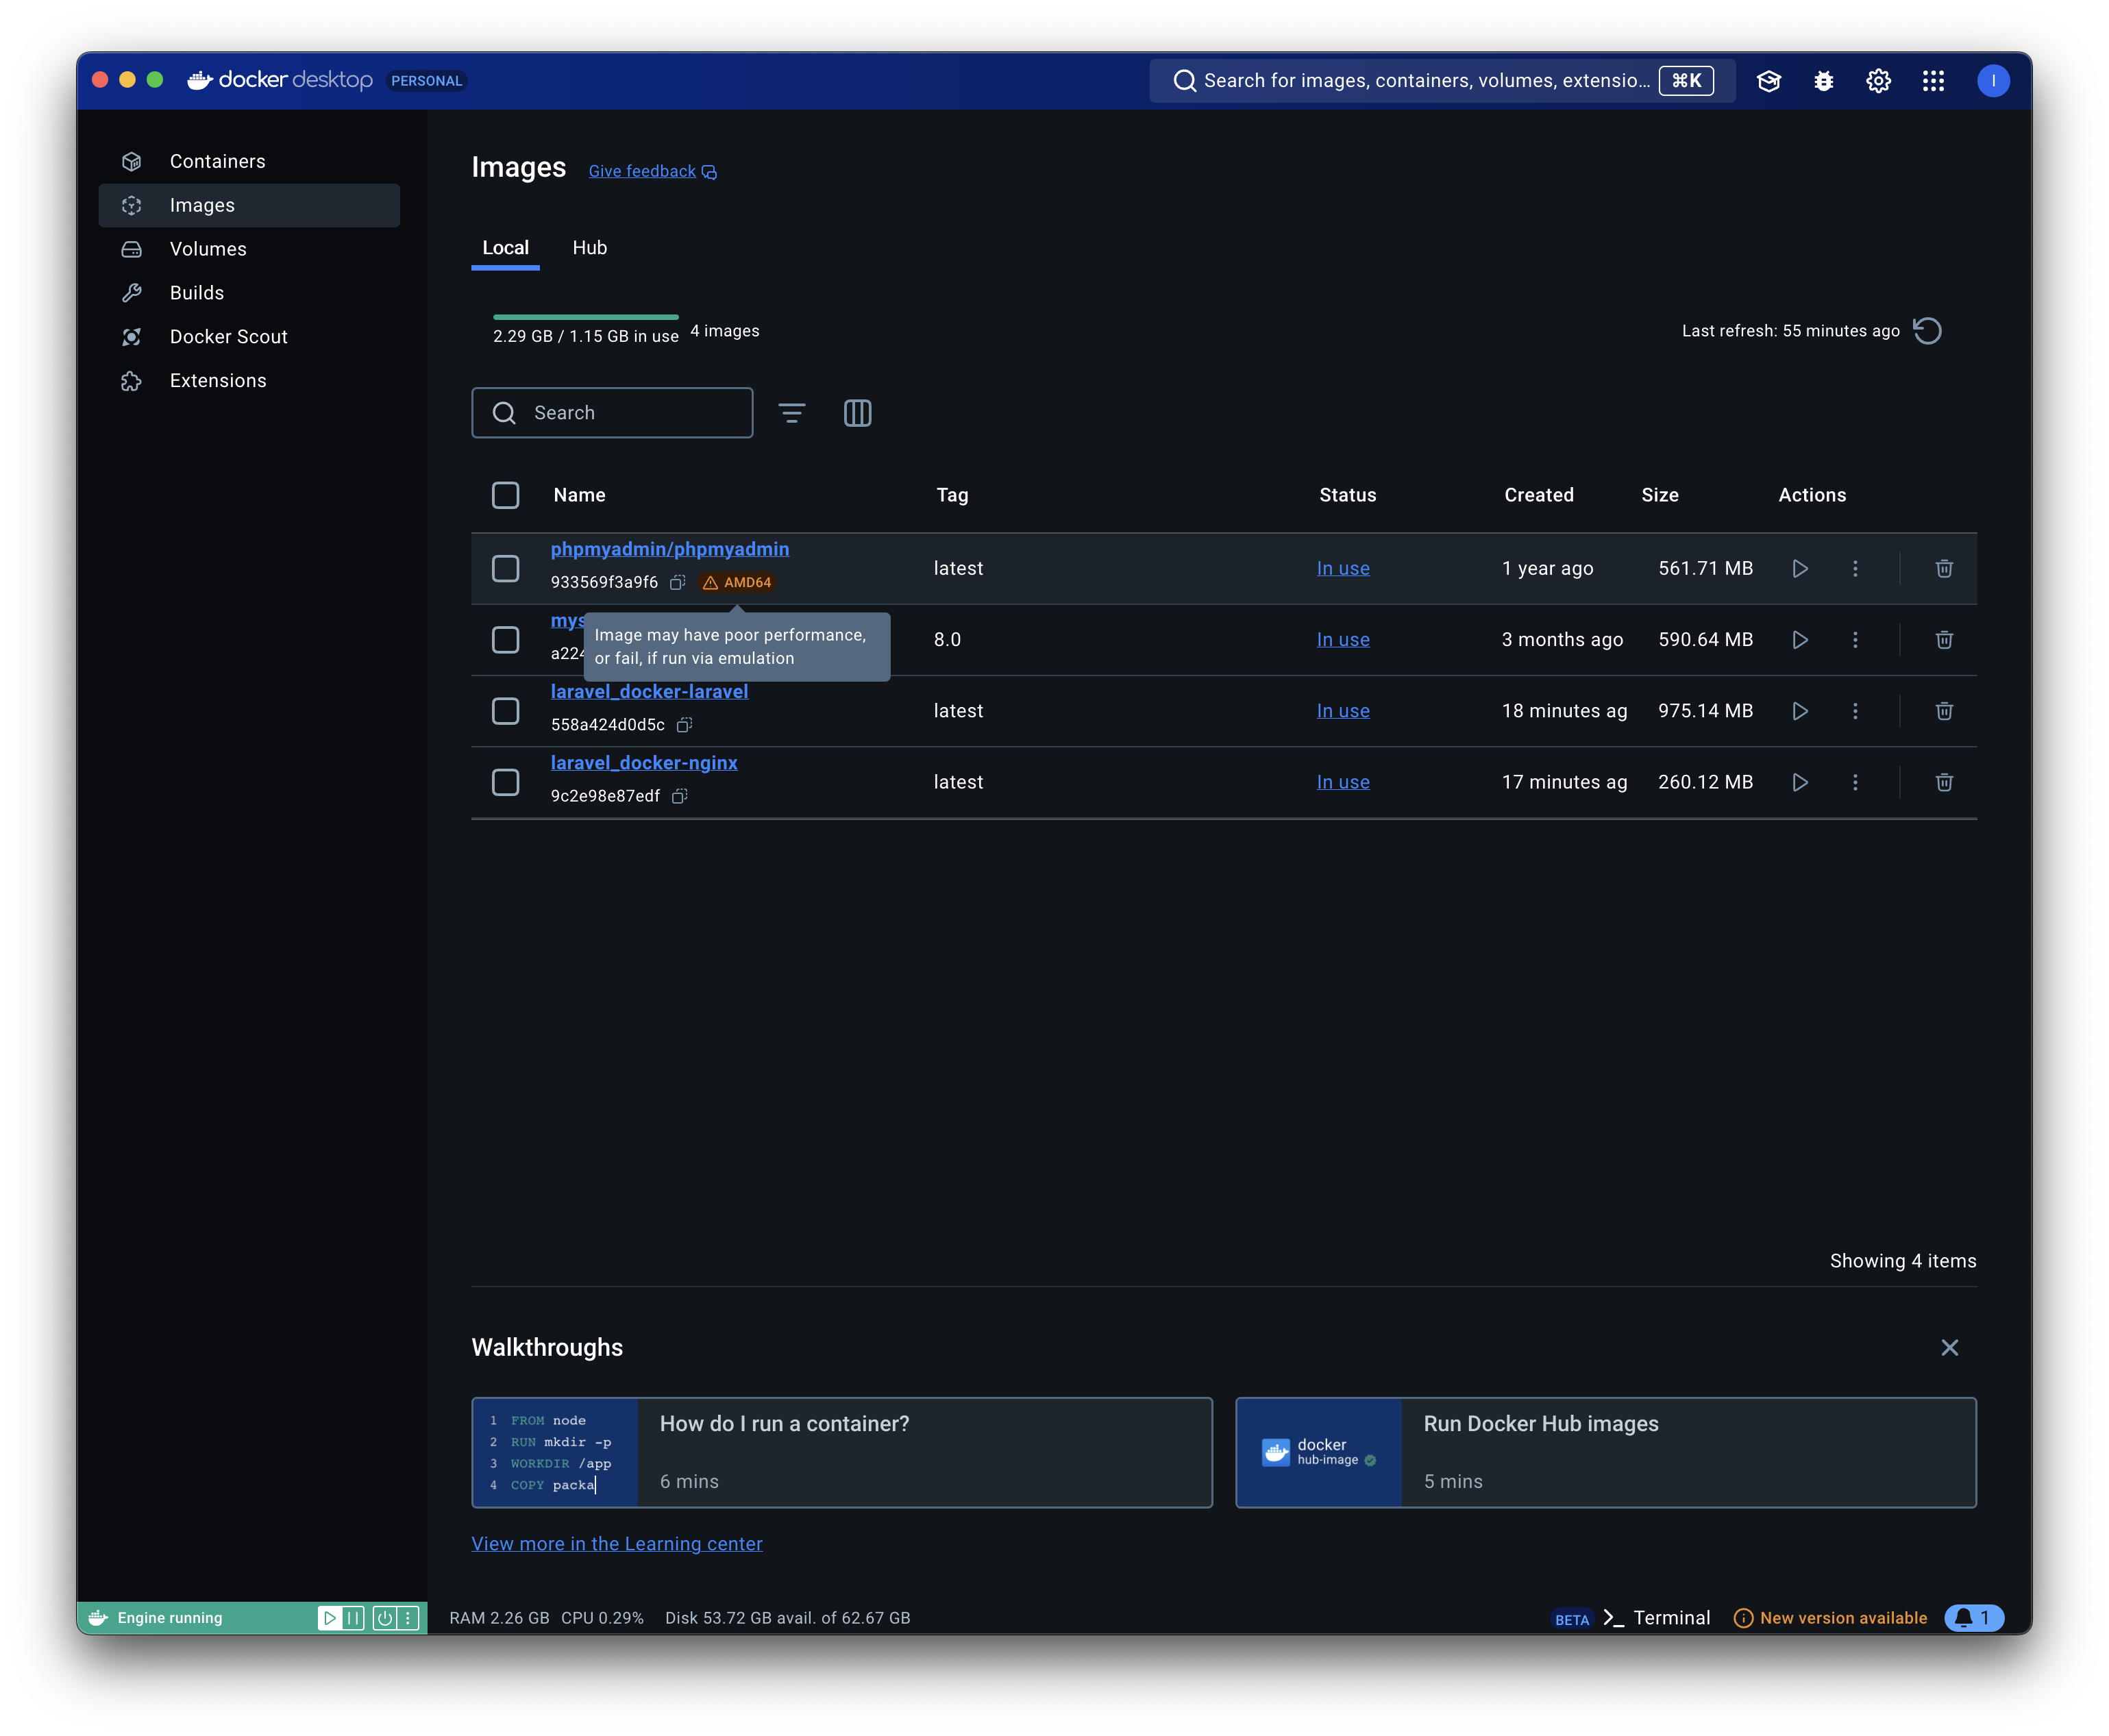 docker desktop PERSONAL
Search for images, containers, volumes, extensio... ⌘K
I
Containers
Images
Volumes
Builds
Docker Scout
Extensions
Images Give feedback
Local Hub
2.29 GB / 1.15 GB in use 4 images
Last refresh: 55 minutes ago
Search
Name Tag Status Created Size Actions
phpmyadmin/phpmyadmin
933569f3a9f6 AMD64
latest In use 1 year ago 561.71 MB
Image may have poor performance,
or fail, if run via emulation
mys
a224
8.0 In use 3 months ago 590.64 MB
laravel_docker-laravel
558a424d0d5c
latest In use 18 minutes ag 975.14 MB
laravel_docker-nginx
9c2e98e87edf
latest In use 17 minutes ag 260.12 MB
Showing 4 items
Walkthroughs
1 FROM node
2 RUN mkdir -p
3 WORKDIR /app
4 COPY packa
How do I run a container?
6 mins
docker
hub-image
Run Docker Hub images
5 mins
View more in the Learning center
Engine running
RAM 2.26 GB CPU 0.29% Disk 53.72 GB avail. of 62.67 GB
BETA >_ Terminal New version available 1